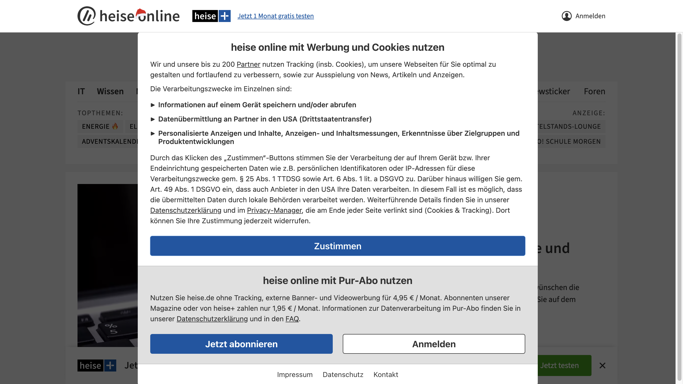 heise online
heise + Jetzt 1 Monat gratis testen
Anmelden
heise online mit Werbung und Cookies nutzen
Wir und unsere bis zu 200 Partner nutzen Tracking (insb. Cookies), um unsere Webseiten für Sie optimal zu
gestalten und fortlaufend zu verbessern, sowie zur Ausspielung von News, Artikeln und Anzeigen.
Die Verarbeitungszwecke im Einzelnen sind:
► Informationen auf einem Gerät speichern und/oder abrufen
► Datenübermittlung an Partner in den USA (Drittstaatentransfer)
► Personalisierte Anzeigen und Inhalte, Anzeigen- und Inhaltsmessungen, Erkenntnisse über Zielgruppen und
Produktentwicklungen
Durch das Klicken des „Zustimmen“-Buttons stimmen Sie der Verarbeitung der auf Ihrem Gerät bzw. Ihrer
Endeinrichtung gespeicherten Daten wie z.B. persönlichen Identifikatoren oder IP-Adressen für diese
Verarbeitungszwecke gem. § 25 Abs. 1 TTDSG sowie Art. 6 Abs. 1 lit. a DSGVO zu. Darüber hinaus willigen Sie gem.
Art. 49 Abs. 1 DSGVO ein, dass auch Anbieter in den USA Ihre Daten verarbeiten. In diesem Fall ist es möglich, dass
die übermittelten Daten durch lokale Behörden verarbeitet werden. Weiterführende Details finden Sie in unserer
Datenschutzerklärung und im Privacy-Manager, die am Ende jeder Seite verlinkt sind (Cookies & Tracking). Dort
können Sie Ihre Zustimmung jederzeit widerrufen.
Zustimmen
heise online mit Pur-Abo nutzen
Nutzen Sie heise.de ohne Tracking, externe Banner- und Videowerbung für 4,95 € / Monat. Abonnenten unserer
Magazine oder von heise+ zahlen nur 1,95 € / Monat. Informationen zur Datenverarbeitung im Pur-Abo finden Sie in
unserer Datenschutzerklärung und in den FAQ.
Jetzt abonnieren
Anmelden
Impressum Datenschutz Kontakt
IT Wissen
wsticker Foren
TOPTHEMEN:
ANZEIGE:
ENERGIE
EL
TELSTANDS-LOUNGE
ADVENTSKALEND
D! SCHULE MORGEN
e und
wünschen die
Sie auf dem
heise + Jet
Jetzt testen